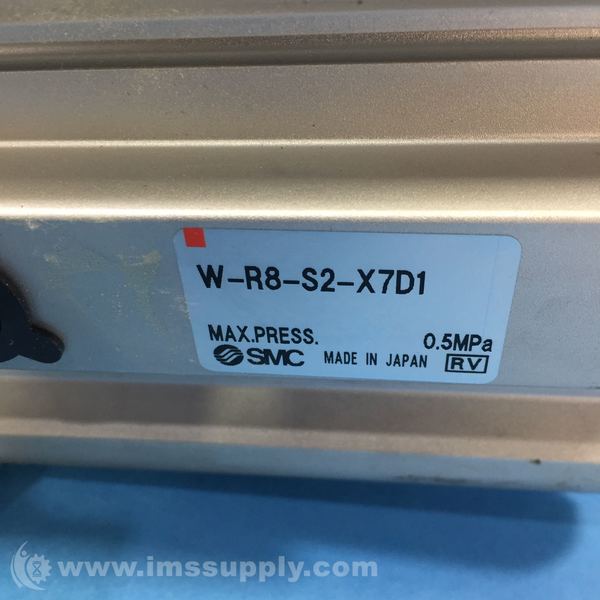 W-R8-S2-X7D1
MAX.PRESS. 0.5MPa
SMC MADE IN JAPAN RV
www.imssupply.com